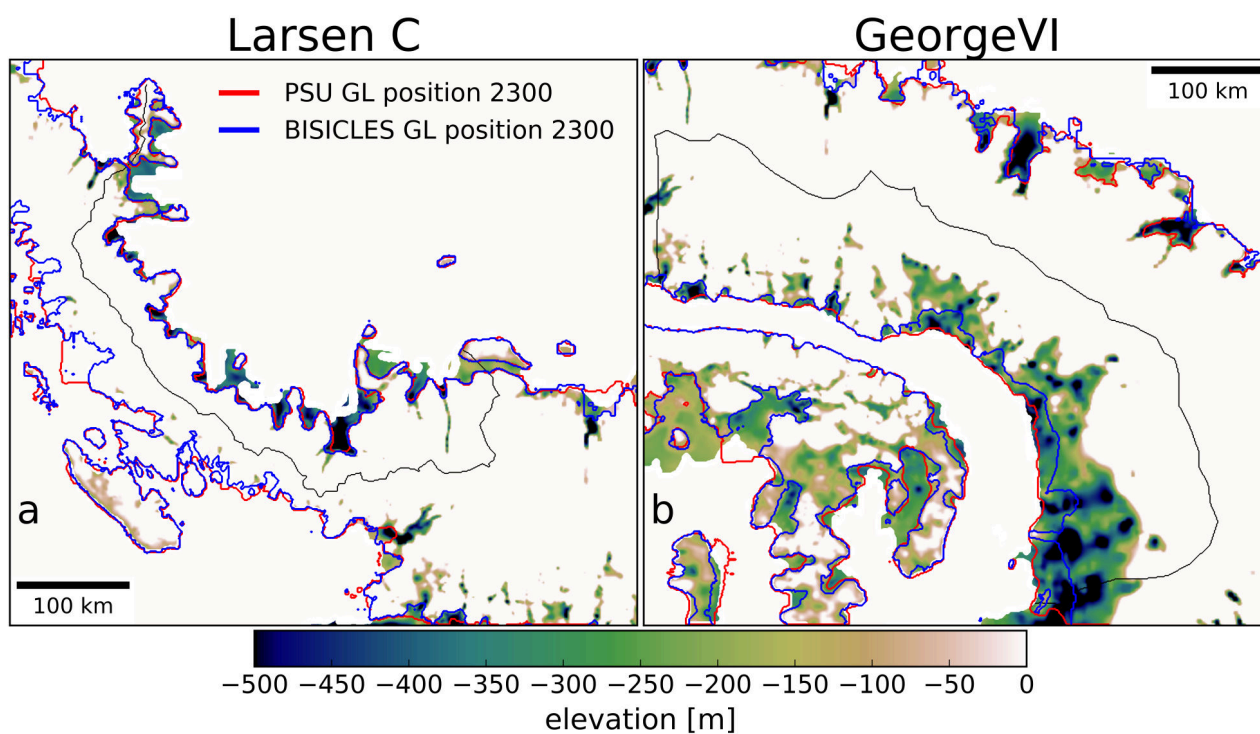 Larsen C
GeorgeVI
PSU GL position 2300
BISICLES GL position 2300
100 km
a
b
100 km
−500 −450 −400 −350 −300 −250 −200 −150 −100 −50 0
elevation [m]